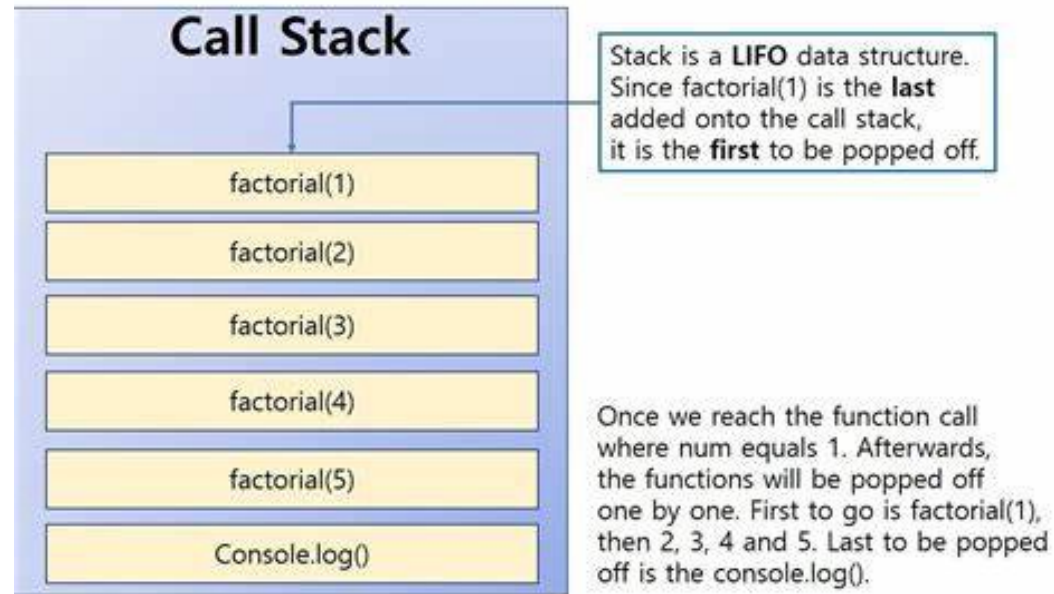 Call Stack
Stack is a LIFO data structure.
Since factorial(1) is the last
added onto the call stack,
it is the first to be popped off.
factorial(1)
factorial(2)
factorial(3)
factorial(4)
factorial(5)
Console.log()
Once we reach the function call
where num equals 1. Afterwards,
the functions will be popped off
one by one. First to go is factorial(1),
then 2, 3, 4 and 5. Last to be popped
off is the console.log().